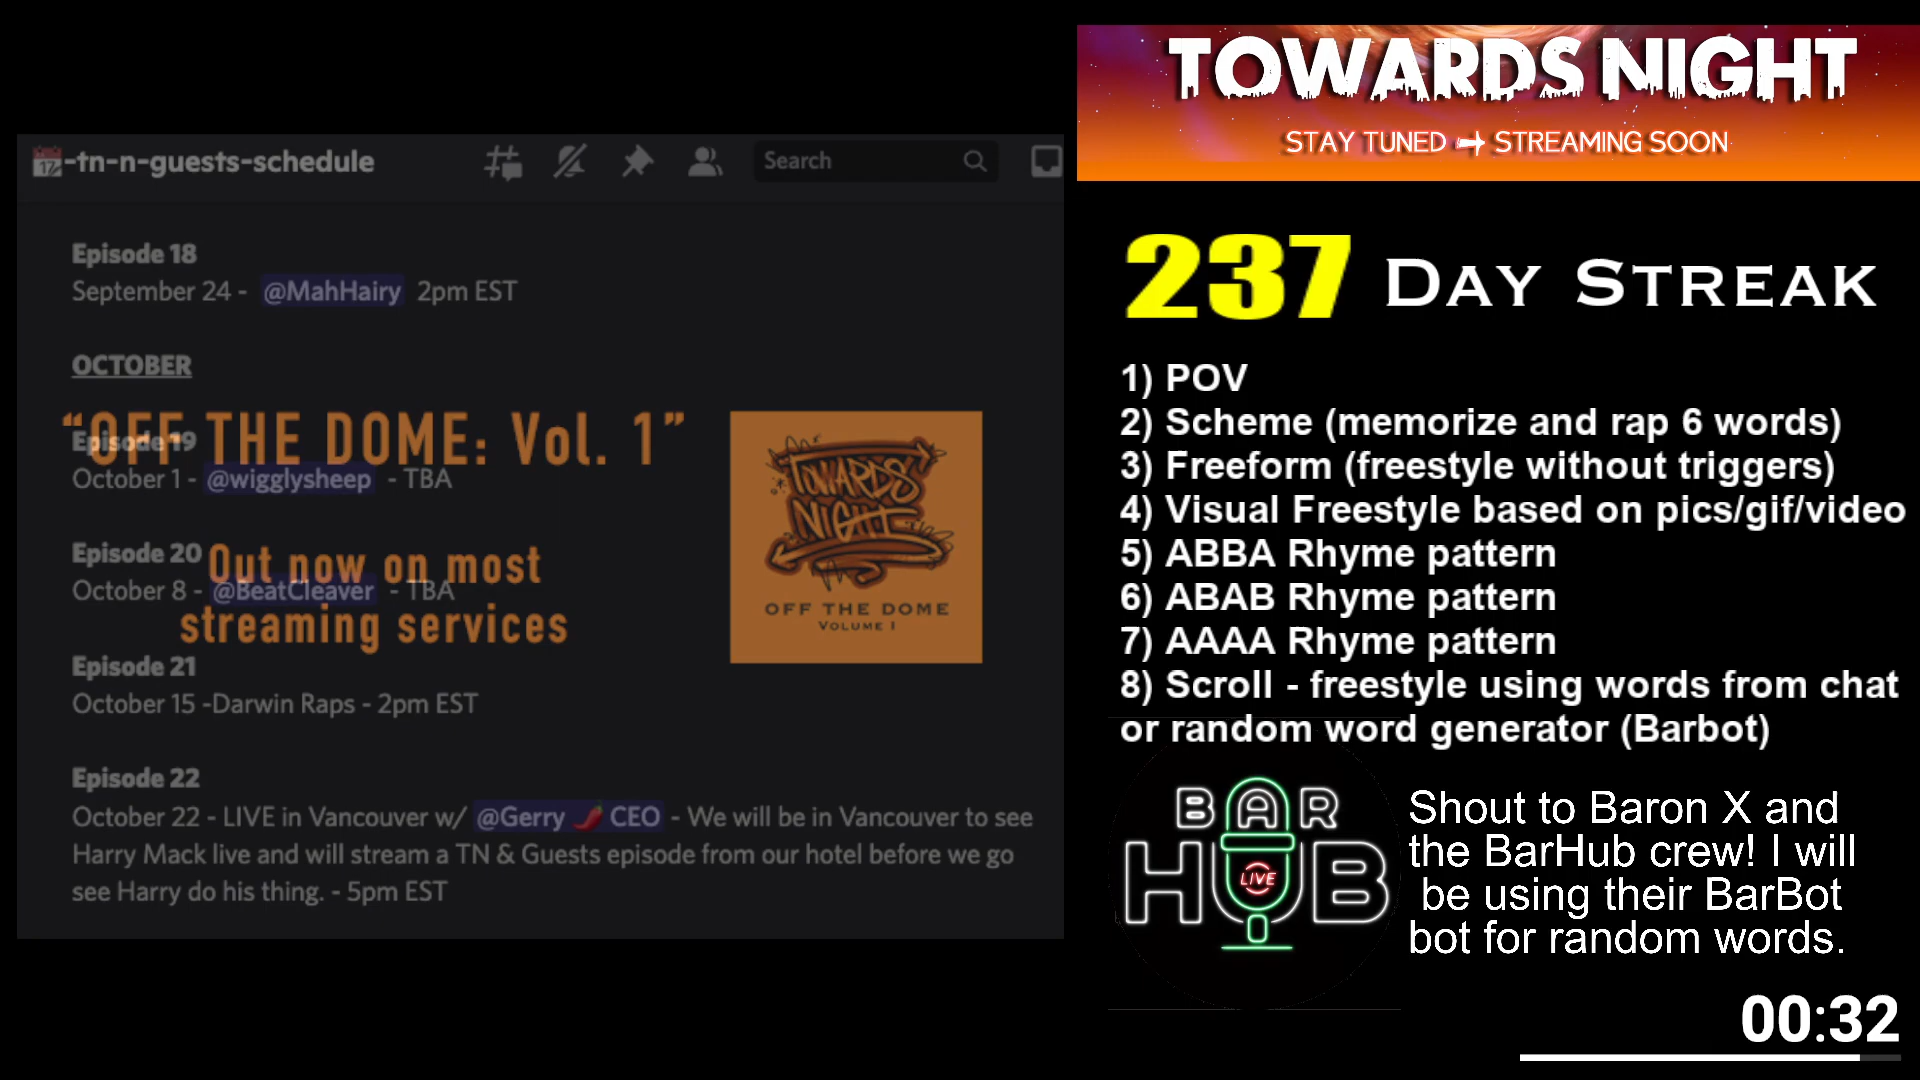 -tn-n-guests-schedule
Search
Episode 18
September 24 - @MahHairy 2pm EST
OCTOBER
Episode 19
October 1 - @wigglysheep - TBA
Episode 20
October 8 - @BeatCleaver - TBA
Episode 21
October 15 -Darwin Raps - 2pm EST
Episode 22
October 22 - LIVE in Vancouver w/ @Gerry 🌶️ CEO - We will be in Vancouver to see
Harry Mack live and will stream a TN & Guests episode from our hotel before we go
see Harry do his thing. - 5pm EST
“OFF THE DOME: Vol. 1”
Out now on most
streaming services
TOWARDS
NIGHT
OFF THE DOME
VOLUME I
TOWARDS NIGHT
STAY TUNED ➟ STREAMING SOON
237 DAY STREAK
1) POV
2) Scheme (memorize and rap 6 words)
3) Freeform (freestyle without triggers)
4) Visual Freestyle based on pics/gif/video
5) ABBA Rhyme pattern
6) ABAB Rhyme pattern
7) AAAA Rhyme pattern
8) Scroll - freestyle using words from chat
or random word generator (Barbot)
BAR
HUB
LIVE
Shout to Baron X and
the BarHub crew! I will
be using their BarBot
bot for random words.
00:32